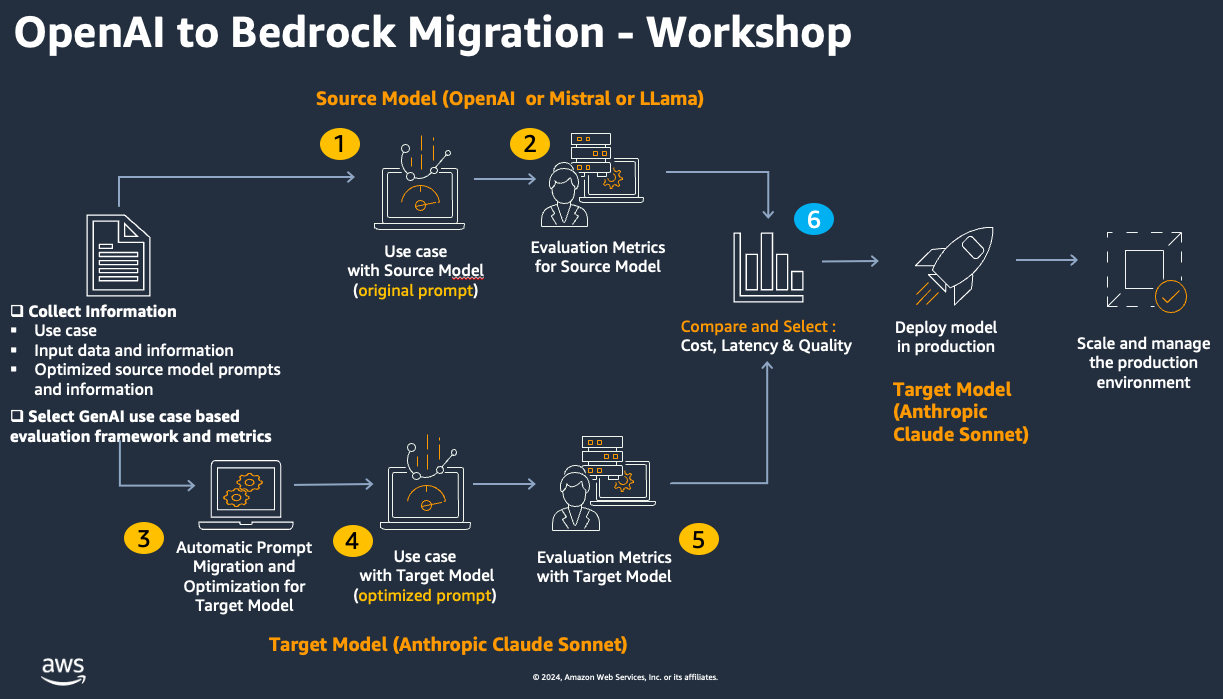 OpenAI to Bedrock Migration - Workshop
Source Model (OpenAI or Mistral or LLama)
1
2
Use case
with Source Model
(original prompt)
Evaluation Metrics
for Source Model
6
❑ Collect Information
▪ Use case
▪ Input data and information
▪ Optimized source model prompts
and information
❑ Select GenAI use case based
evaluation framework and metrics
Compare and Select :
Cost, Latency & Quality
Deploy model
in production
Target Model
(Anthropic
Claude Sonnet)
Scale and manage
the production
environment
3
Automatic Prompt
Migration and
Optimization for
Target Model
4
Use case
with Target Model
(optimized prompt)
Evaluation Metrics
with Target Model
5
Target Model (Anthropic Claude Sonnet)
aws
© 2024, Amazon Web Services, Inc. or its affiliates.